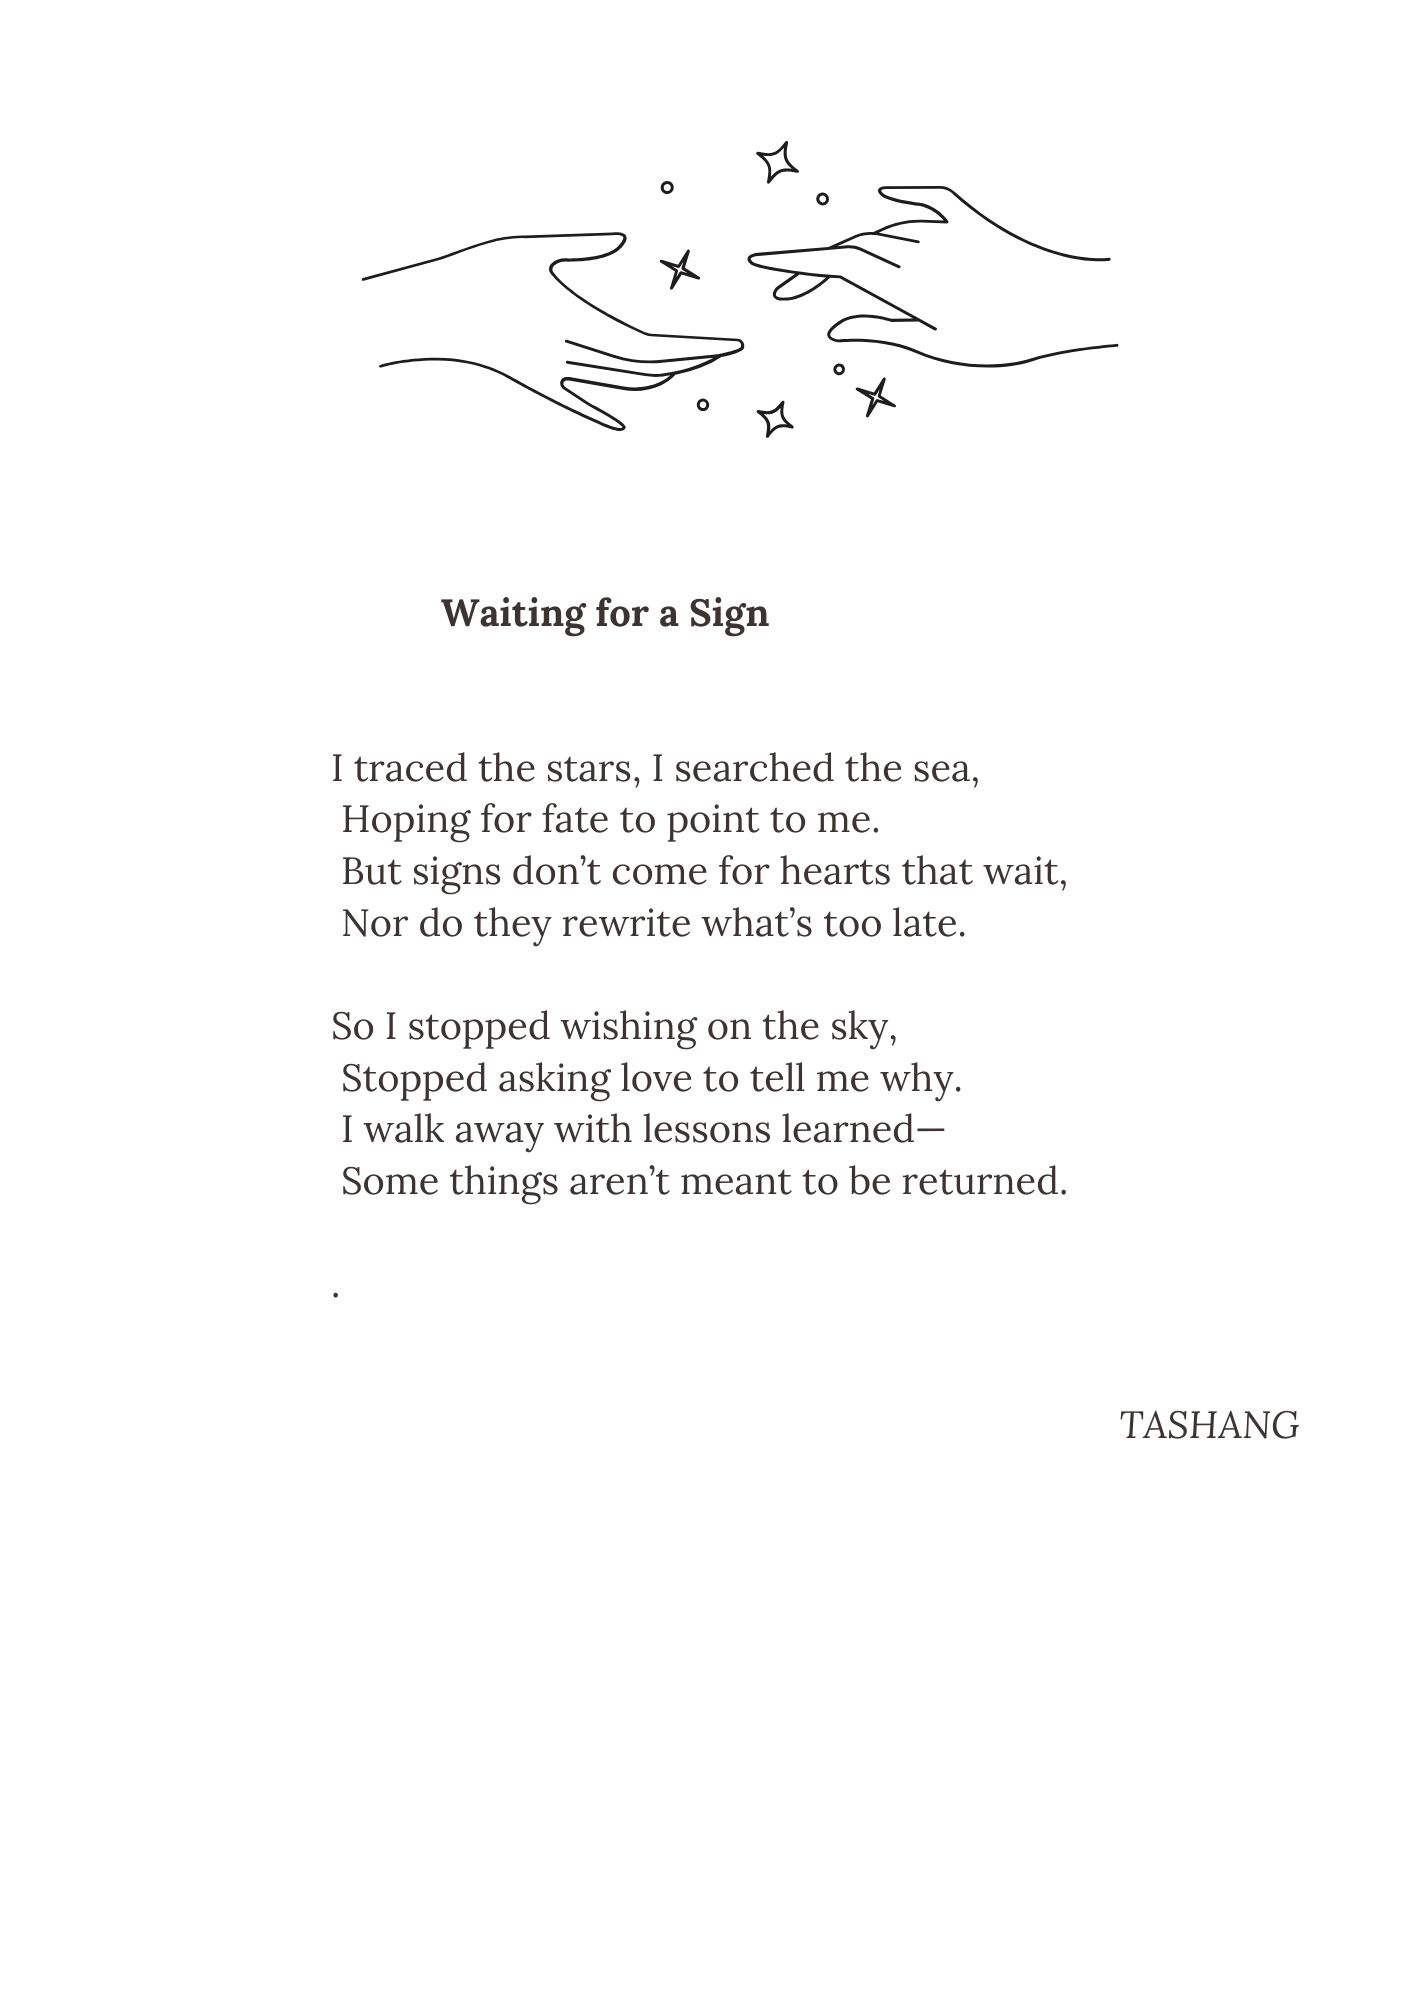 Waiting for a Sign
I traced the stars, I searched the sea,
Hoping for fate to point to me.
But signs don’t come for hearts that wait,
Nor do they rewrite what’s too late.
So I stopped wishing on the sky,
Stopped asking love to tell me why.
I walk away with lessons learned—
Some things aren’t meant to be returned.
.
TASHANG